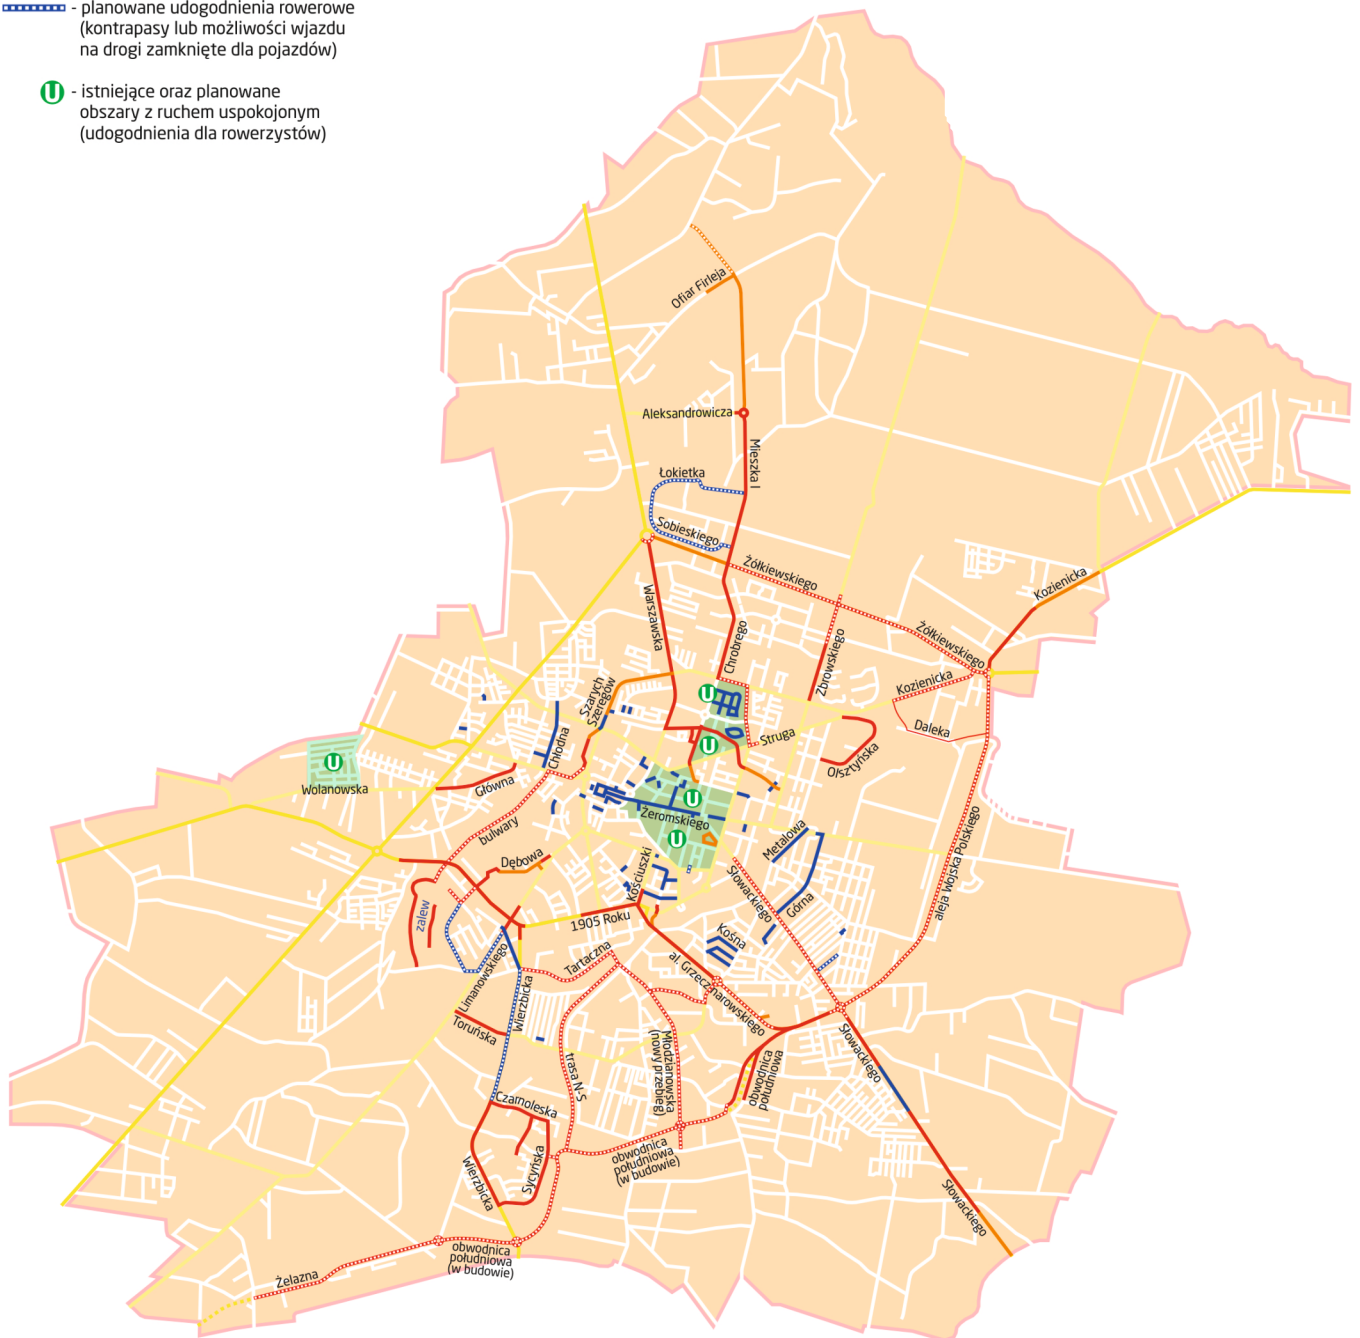 - planowane udogodnienia rowerowe
(kontrapasy lub możliwości wjazdu
na drogi zamknięte dla pojazdów)
U - istniejące oraz planowane
obszary z ruchem uspokojonym
(udogodnienia dla rowerzystów)
Ofiar Firleja
Aleksandrowicza
Mieszka I
Łokietka
Sobieskiego
Żółkiewskiego
Kozienicka
Warszawska
Chrobrego
Żółkiewskiego
Zbrowskiego
Kozienicka
Szarych
Szeregów
U
Daleka
Chłodna
U
Struga
U
Olsztyńska
Wolanowska
Główna
U
Żeromskiego
bulwary
U
Metalowa
aleja Wojska Polskiego
Dębowa
Kościuszki
Słowackiego
Górna
zalew
1905 Roku
Kośna
Limanowskiego
Tartaczna
al. Grzecznarowskiego
Wierzbicka
Toruńska
Młodzianowska
(nowy przebieg)
Słowackiego
trasa N-S
obwodnica
południowa
Czarnoleska
Sycyńska
obwodnica
południowa
(w budowie)
Wierzbicka
Słowackiego
obwodnica
południowa
(w budowie)
Żelazna